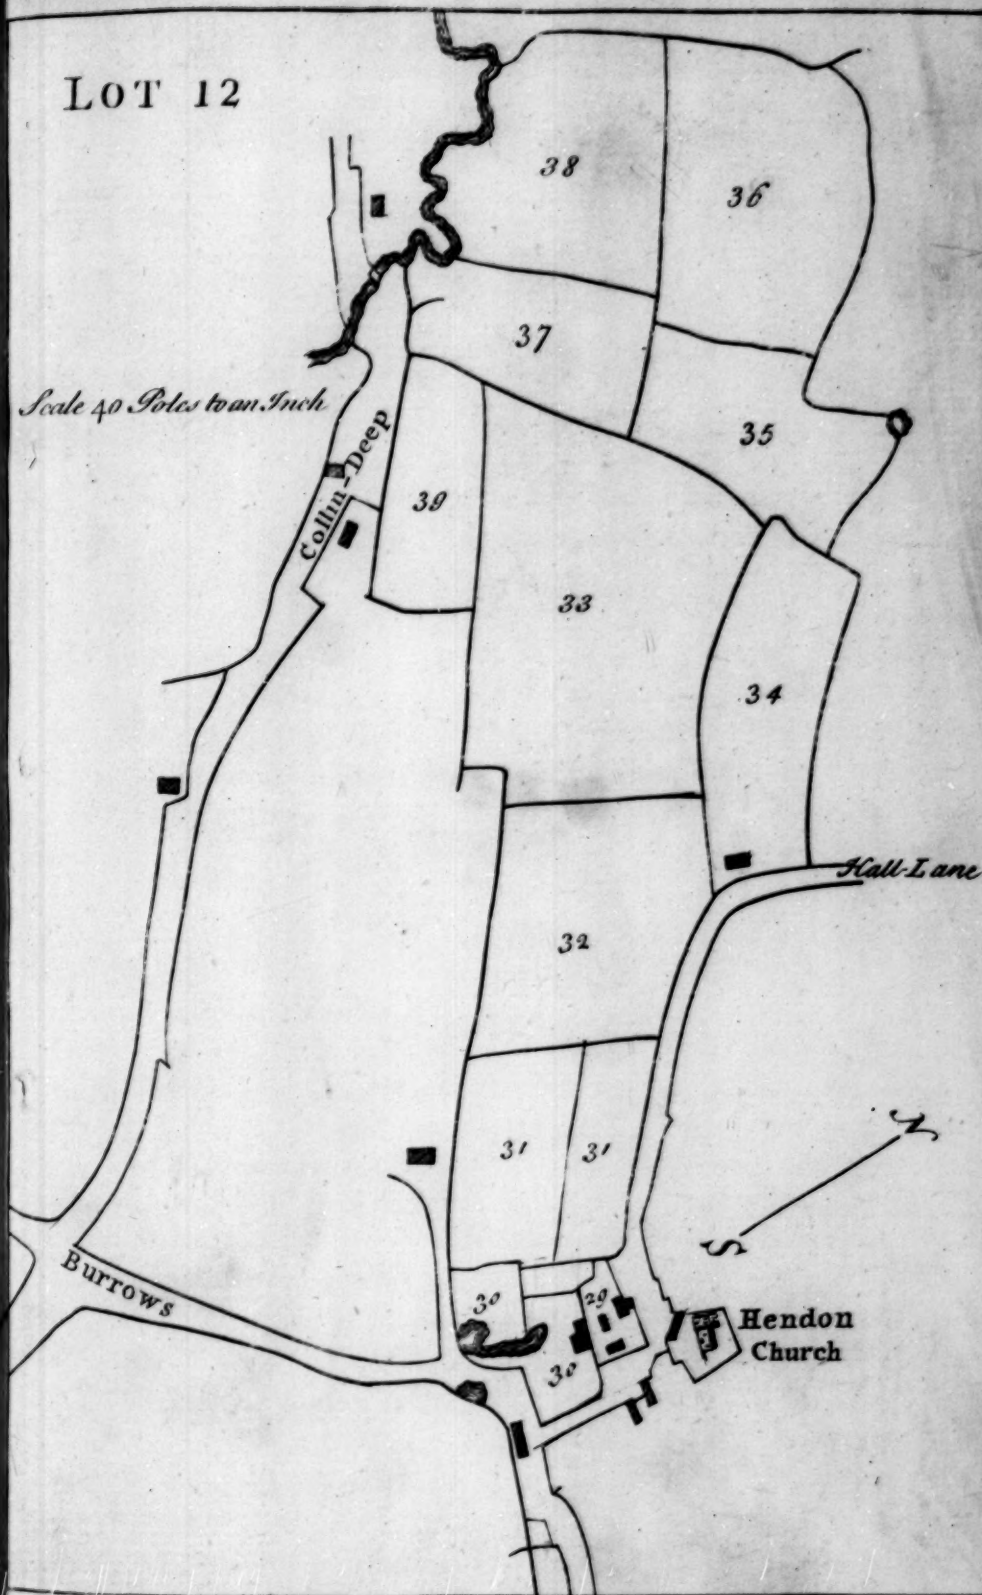 LOT 12
38
36
37
Scale 40 Poles to an Inch
35
Collin-Deep
39
33
34
Hall-Lane
32
31
31
N
S
Burrows
30
29
Hendon
Church
30